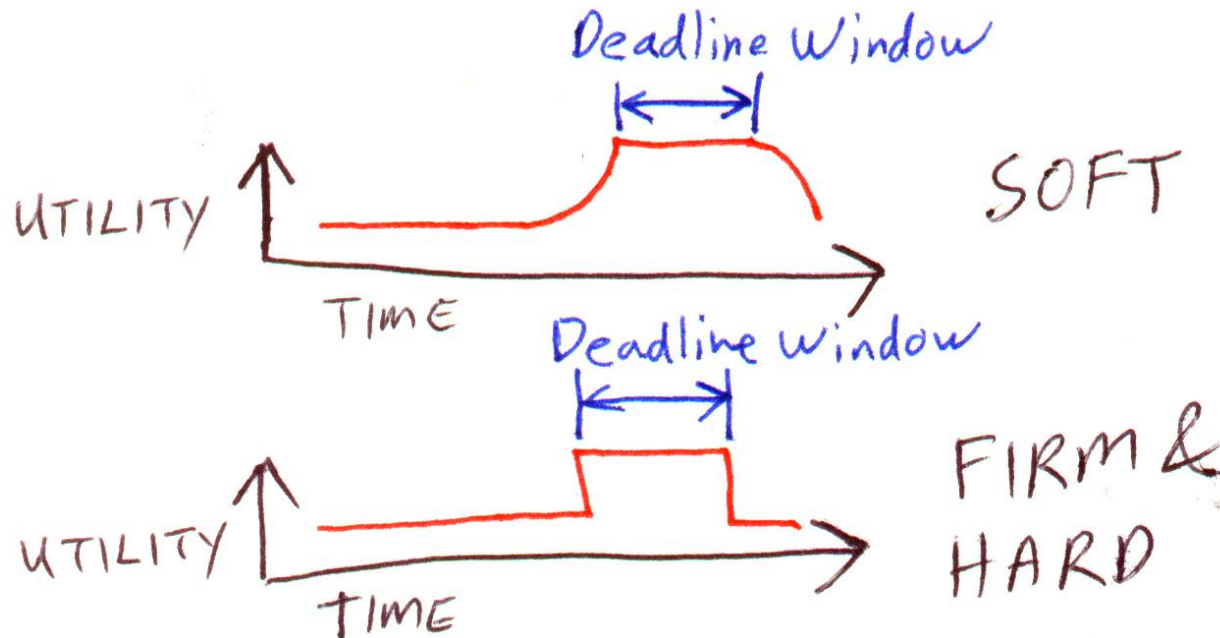 Deadline Window
UTILITY
SOFT
TIME
Deadline Window
UTILITY
FIRM &
HARD
TIME